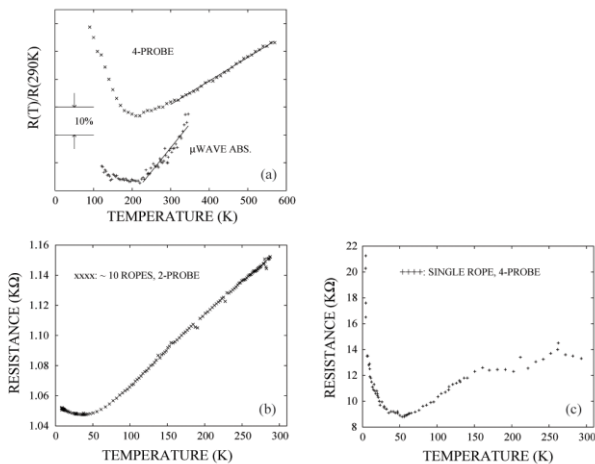 4-PROBE
R(T)/R(290K)
10%
μWAVE ABS.
(a)
0 100 200 300 400 500 600
TEMPERATURE (K)
1.16
1.14
1.12
1.10
1.08
1.06
1.04
xxxx: ~ 10 ROPES, 2-PROBE
RESISTANCE (KΩ)
(b)
0 50 100 150 200 250 300
TEMPERATURE (K)
22
20
18
16
14
12
10
8
++++: SINGLE ROPE, 4-PROBE
RESISTANCE (KΩ)
(c)
0 50 100 150 200 250 300
TEMPERATURE (K)